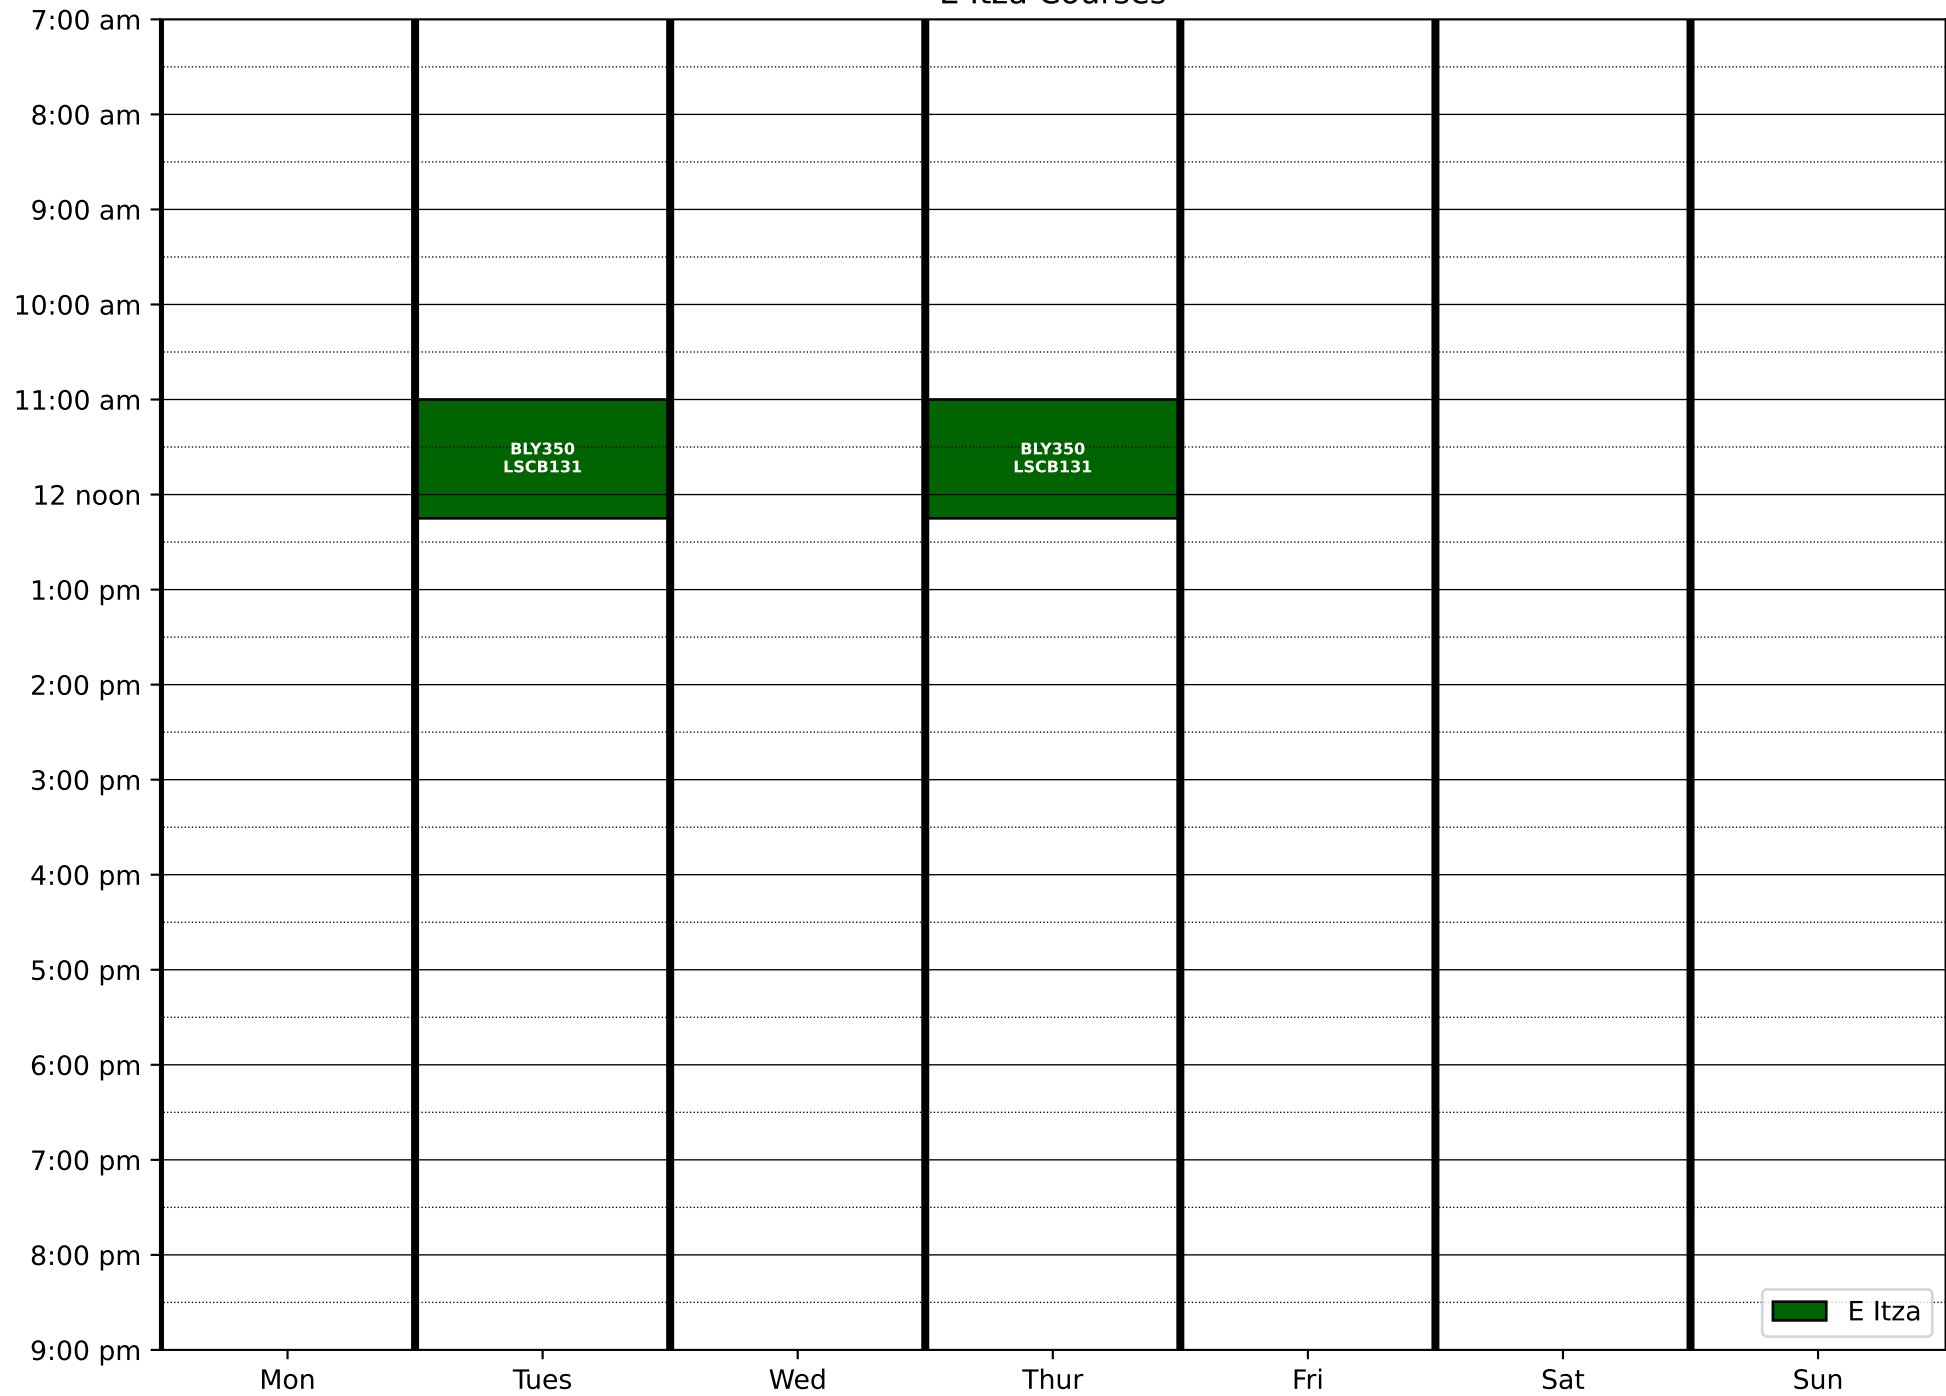 E Itza Courses
7:00 am
8:00 am
9:00 am
10:00 am
11:00 am
BLY350
LSCB131
BLY350
LSCB131
12 noon
1:00 pm
2:00 pm
3:00 pm
4:00 pm
5:00 pm
6:00 pm
7:00 pm
8:00 pm
E Itza
9:00 pm
Mon Tues Wed Thur Fri Sat Sun